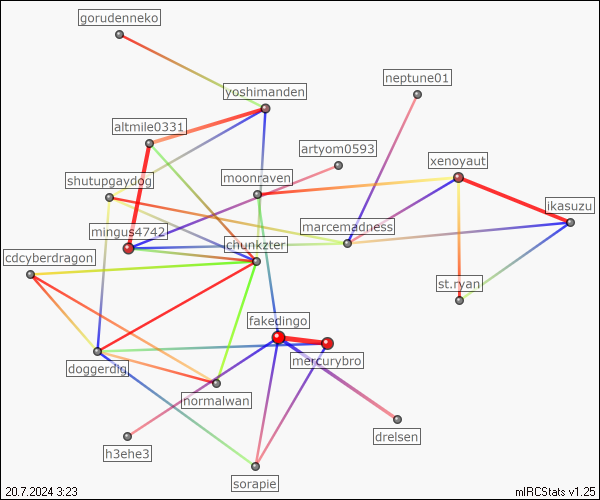 gorudenneko
neptune01
yoshimanden
altmile0331
artyom0593
xenoyaut
shutupgaydog
moonraven
ikasuzu
marcemadness
mingus4742
chunkzter
cdcyberdragon
st.ryan
fakedingo
mercurybro
doggerdig
normalwan
drelsen
h3ehe3
sorapie
20.7.2024 3:23
mIRCStats v1.25